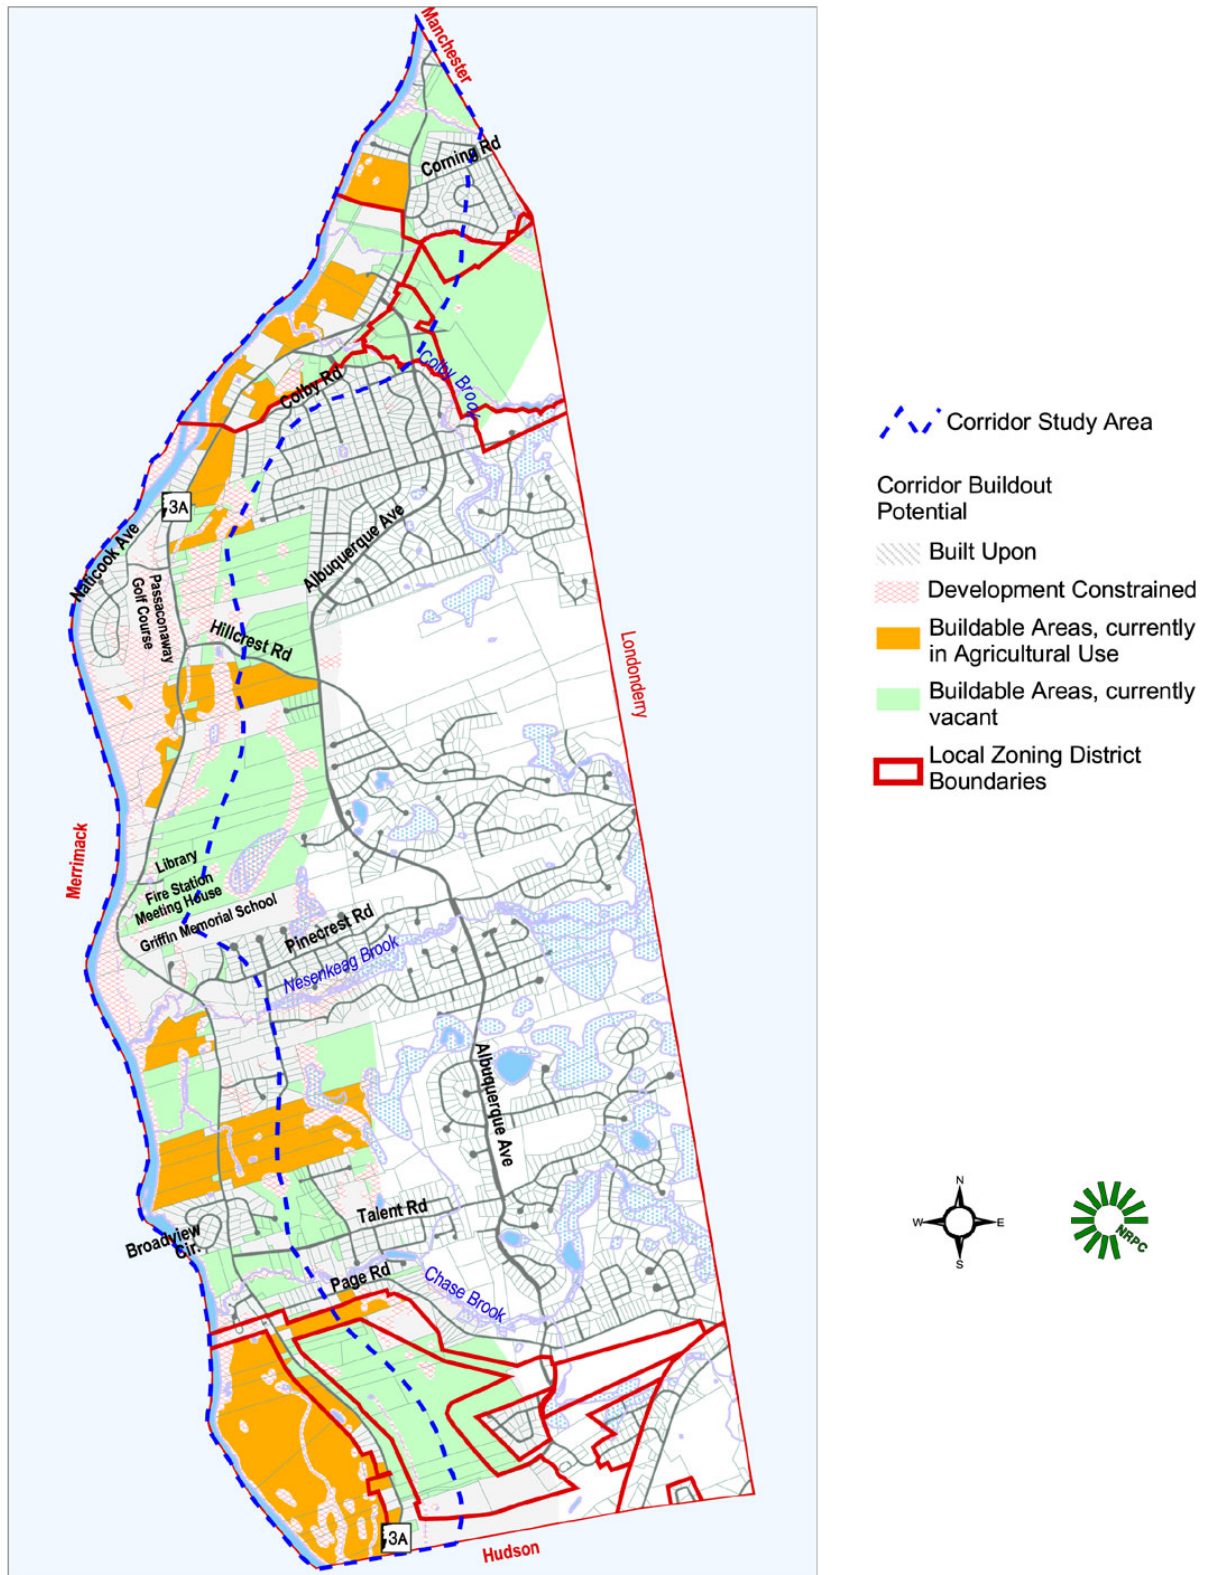 Manchester
Corning Rd
Colby Brook
Colby Rd
3A
Naticook Ave
Albuquerque Ave
Passaconaway
Golf Course
Hillcrest Rd
Londonderry
Merrimack
Library
Fire Station
Meeting House
Griffin Memorial School
Pinecrest Rd
Nesenkeag Brook
Albuquerque Ave
Talent Rd
Broadview
Cir.
Page Rd
Chase Brook
3A
Hudson
Corridor Study Area
Corridor Buildout
Potential
Built Upon
Development Constrained
Buildable Areas, currently
in Agricultural Use
Buildable Areas, currently
vacant
Local Zoning District
Boundaries
N
W
E
S
NRPC